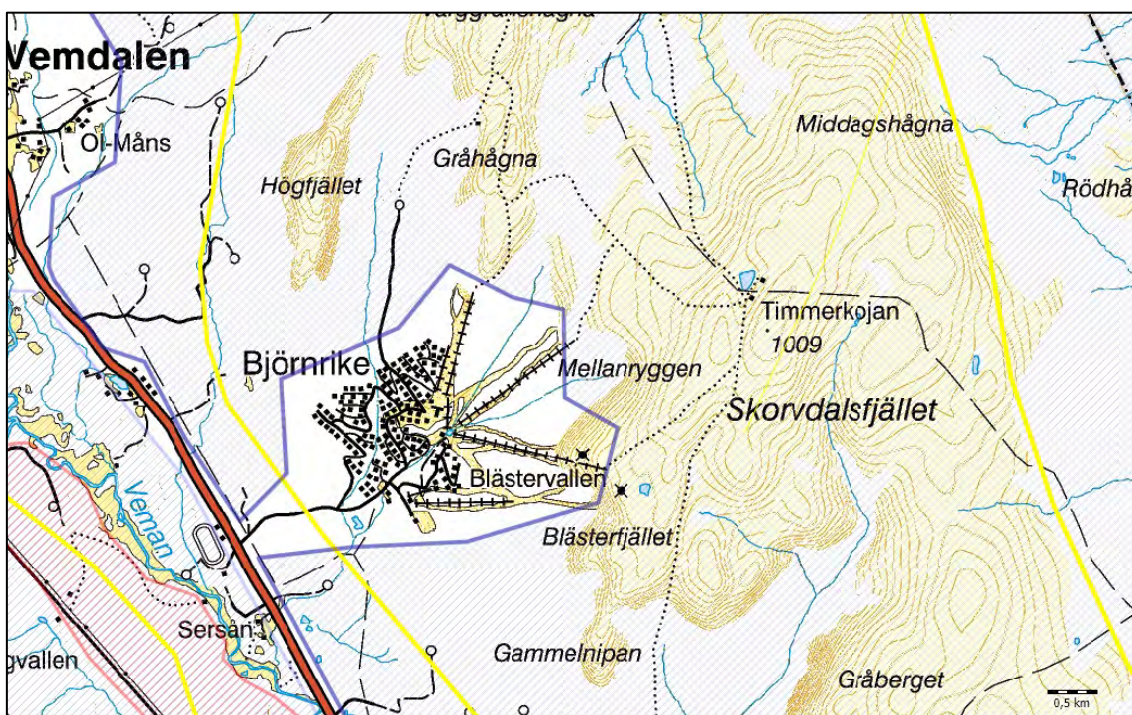 Vemdalen
Ol-Måns
Middagshågna
Gråhågna
Högfjället
Rödhå
Timmerkojan
1009
Björnrike
Mellanryggen
Skorvdalsfjället
Blästervallen
Veman
Blästerfjället
Sersån
gvallen
Gammelnipan
Gråberget
0,5 km